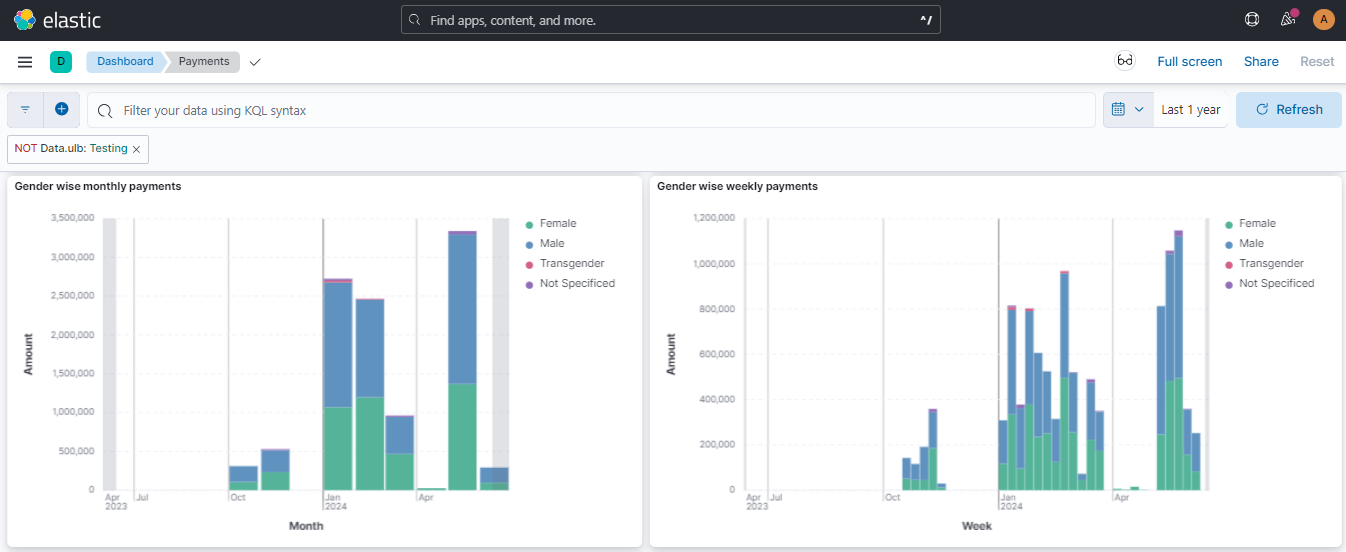 elastic
Find apps, content, and more.
^/
A
D
Dashboard
Payments
Full screen
Share
Reset
Filter your data using KQL syntax
Last 1 year
Refresh
NOT Data.ulb: Testing ×
Gender wise monthly payments
3,500,000
3,000,000
2,500,000
2,000,000
1,500,000
1,000,000
500,000
0
Amount
Apr
2023
Jul
Oct
Jan
2024
Apr
Month
Female
Male
Transgender
Not Specificed
Gender wise weekly payments
1,200,000
1,000,000
800,000
600,000
400,000
200,000
0
Amount
Apr
2023
Jul
Oct
Jan
2024
Apr
Week
Female
Male
Transgender
Not Specificed